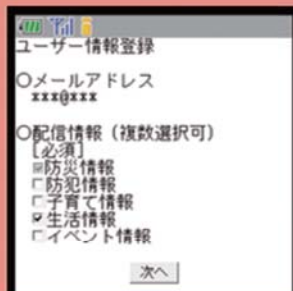 ユーザー情報登録
○メールアドレス
xxx@xxx
○配信情報（複数選択可）
［必須］
防災情報
防犯情報
子育て情報
生活情報
イベント情報
次へ